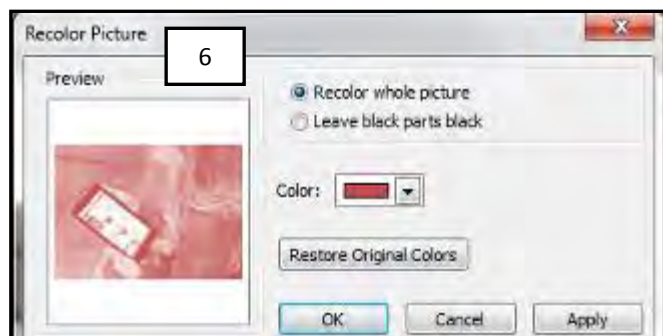 Recolor Picture
6
Preview
Recolor whole picture
Leave black parts black
Color:
Restore Original Colors
OK Cancel Apply